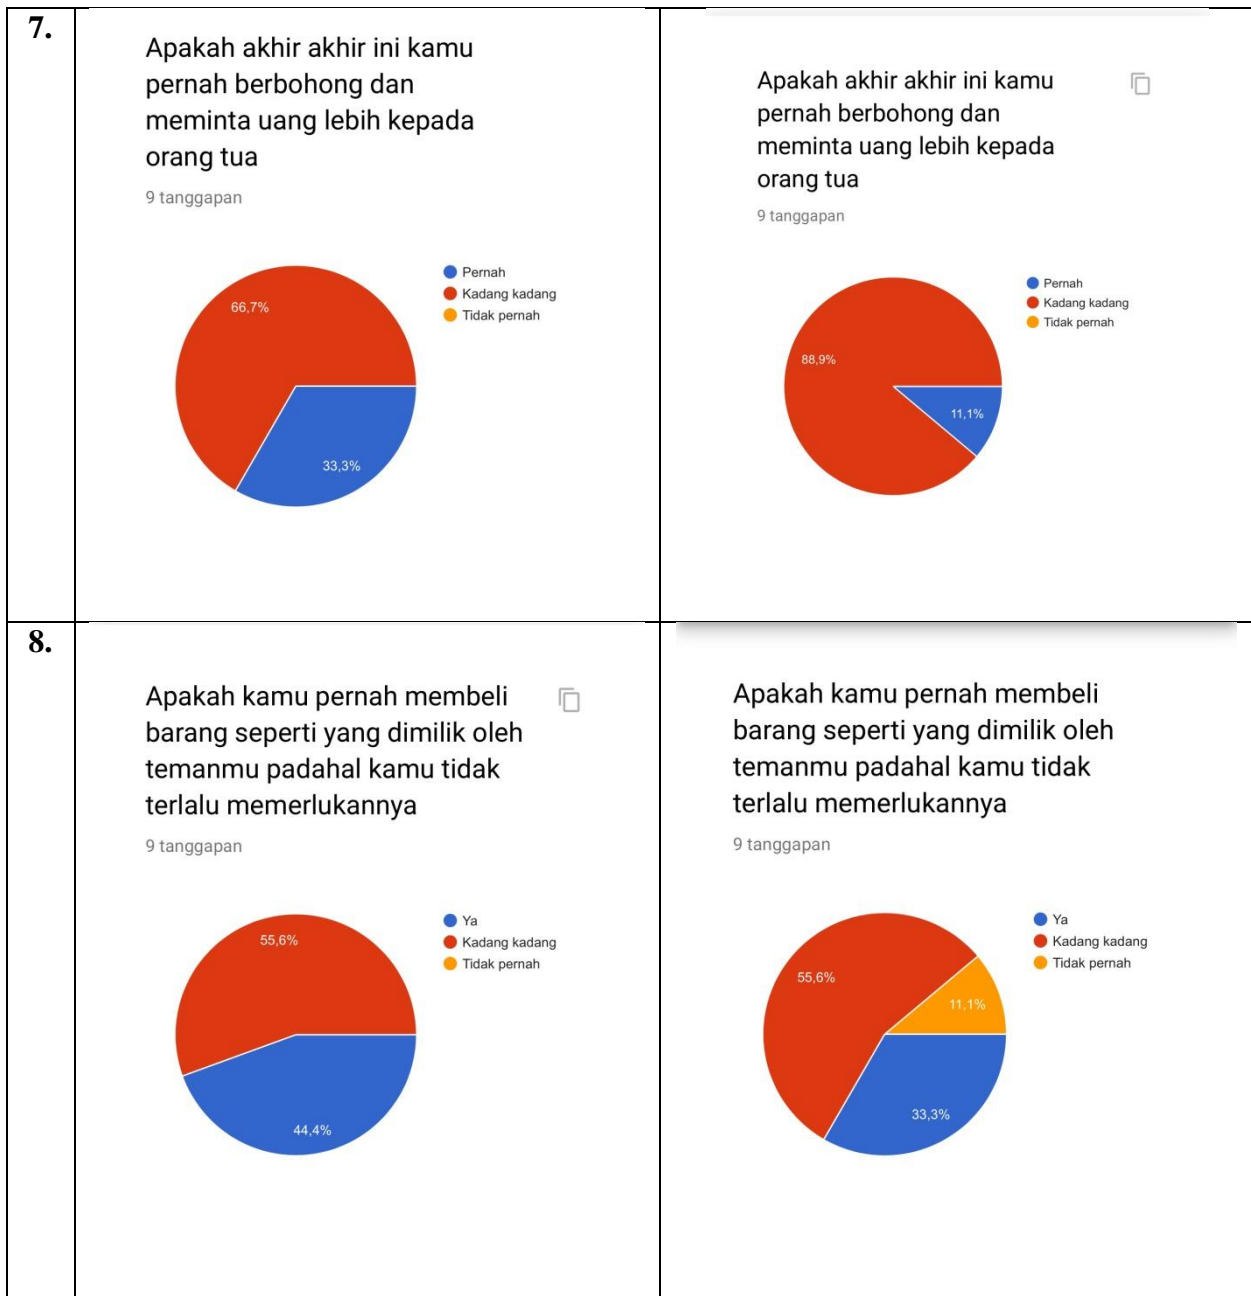 7.
Apakah akhir akhir ini kamu
pernah berbohong dan
meminta uang lebih kepada
orang tua
9 tanggapan
66,7%
33,3%
Pernah
Kadang kadang
Tidak pernah
Apakah akhir akhir ini kamu
pernah berbohong dan
meminta uang lebih kepada
orang tua
9 tanggapan
88,9%
11,1%
Pernah
Kadang kadang
Tidak pernah
8.
Apakah kamu pernah membeli
barang seperti yang dimilik oleh
temanmu padahal kamu tidak
terlalu memerlukannya
9 tanggapan
55,6%
44,4%
Ya
Kadang kadang
Tidak pernah
Apakah kamu pernah membeli
barang seperti yang dimilik oleh
temanmu padahal kamu tidak
terlalu memerlukannya
9 tanggapan
55,6%
11,1%
33,3%
Ya
Kadang kadang
Tidak pernah